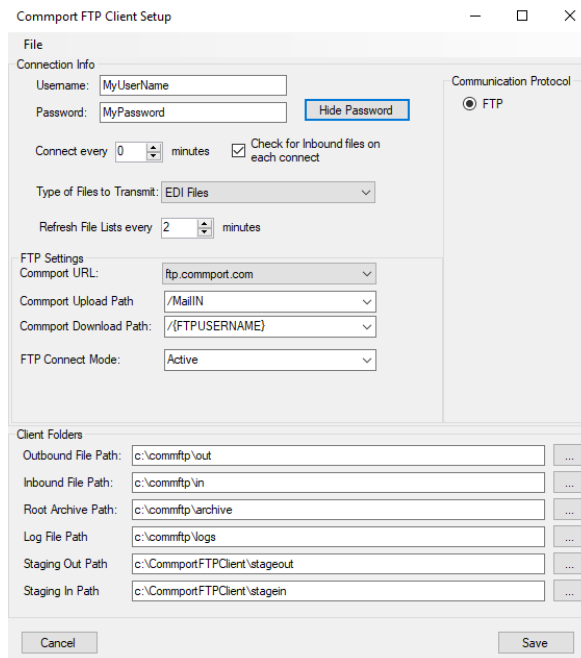 Commport FTP Client Setup
File
Connection Info
Username: MyUserName
Password: MyPassword
Hide Password
Connect every 0 minutes
Check for Inbound files on
each connect
Type of Files to Transmit: EDI Files
Refresh File Lists every 2 minutes
Communication Protocol
FTP
FTP Settings
Commport URL: ftp.commport.com
Commport Upload Path /MailIN
Commport Download Path: /{FTPUSERNAME}
FTP Connect Mode: Active
Client Folders
Outbound File Path: c:\commftp\out ...
Inbound File Path: c:\commftp\in ...
Root Archive Path: c:\commftp\archive ...
Log File Path c:\commftp\logs ...
Staging Out Path c:\CommportFTPClient\stageout ...
Staging In Path c:\CommportFTPClient\stagein ...
Cancel Save